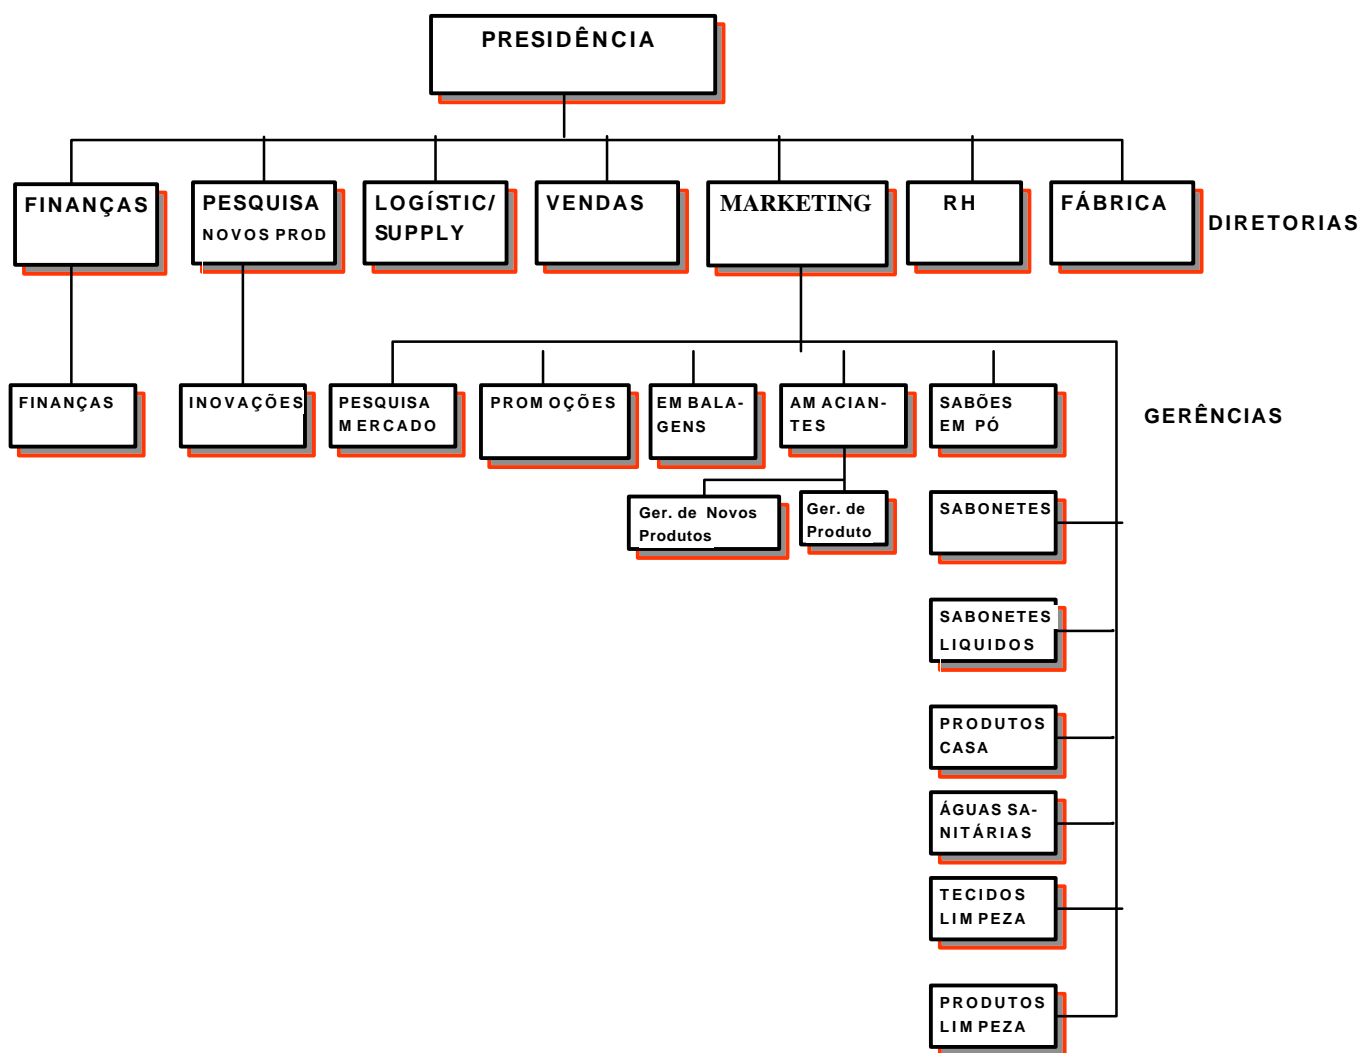 PRESIDÊNCIA
FINANÇAS
PESQUISA
NOVOS PROD
LOGÍSTIC/
SUPPLY
VENDAS
MARKETING
RH
FÁBRICA
DIRETORIAS
FINANÇAS
INOVAÇÕES
PESQUISA
MERCADO
PROMOÇÕES
EMBALA-
GENS
AMACIAN-
TES
SABÕES
EM PÓ
GERÊNCIAS
Ger. de Novos
Produtos
Ger. de
Produto
SABONETES
SABONETES
LIQUIDOS
PRODUTOS
CASA
ÁGUAS SA-
NITÁRIAS
TECIDOS
LIMPEZA
PRODUTOS
LIMPEZA